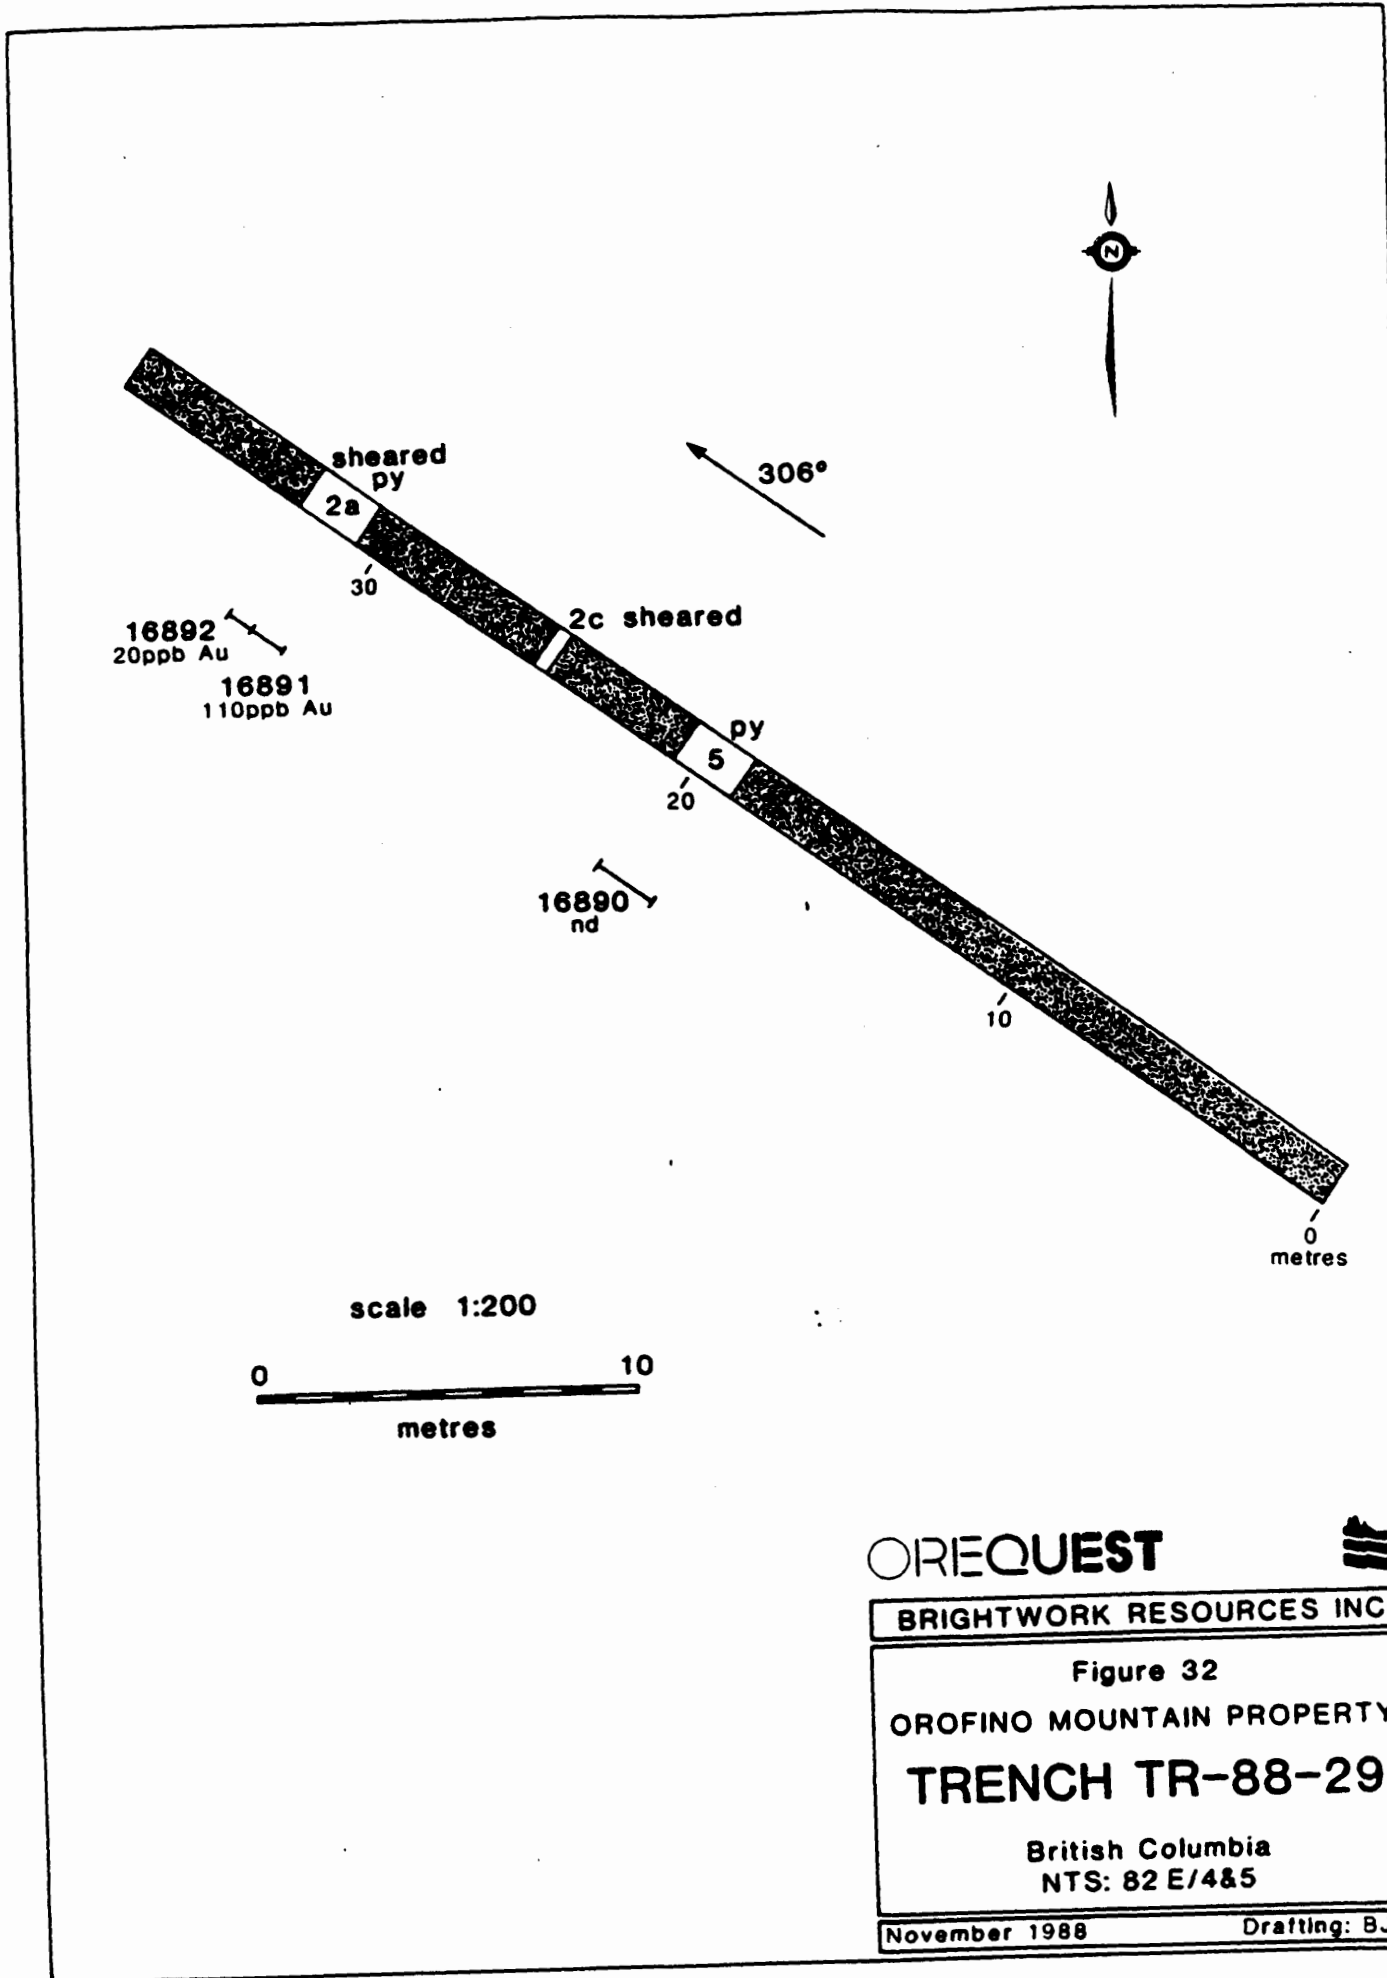 N
306°
sheared
py
2a
30
2c sheared
16892
20ppb Au
16891
110ppb Au
py
5
20
16890
nd
10
0
metres
scale 1:200
0 10
metres
OREQUEST
BRIGHTWORK RESOURCES INC
Figure 32
OROFINO MOUNTAIN PROPERTY
TRENCH TR-88-29
British Columbia
NTS: 82 E/4&5
November 1988 Drafting: BJ